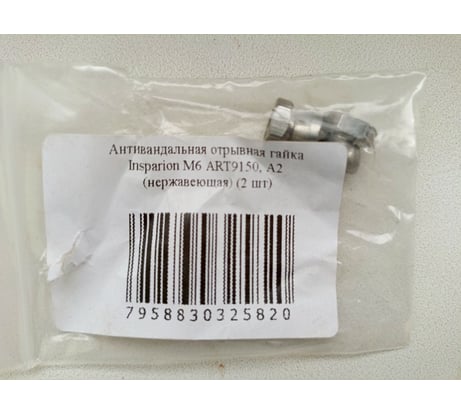 Антивандальная отрывная гайка
Insparion M6 ART9150, A2
(нержавеющая) (2 шт)
7958830325820